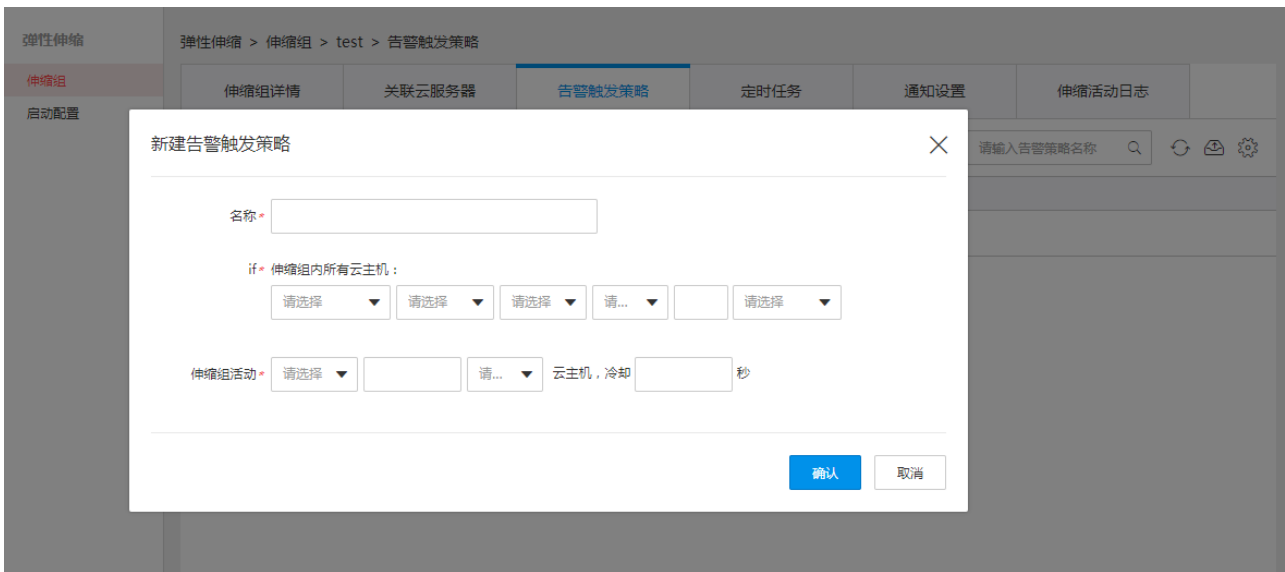 弹性伸缩
弹性伸缩 > 伸缩组 > test > 告警触发策略
伸缩组
启动配置
伸缩组详情 关联云服务器 告警触发策略 定时任务 通知设置 伸缩活动日志
请输入告警策略名称
新建告警触发策略
名称*
if* 伸缩组内所有云主机：
请选择 请选择 请选择 请... 请选择
伸缩组活动* 请选择 请... 云主机，冷却 秒
确认 取消